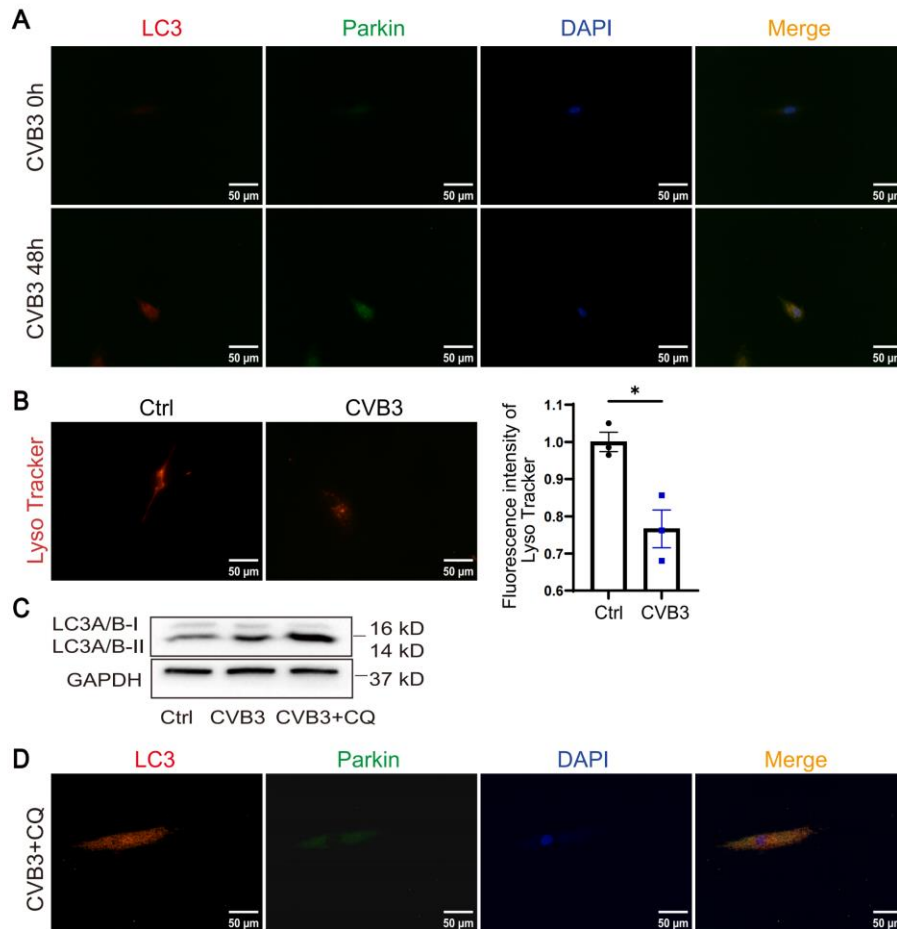 A
LC3 Parkin DAPI Merge
CVB3 0h
50 µm 50 µm 50 µm 50 µm
CVB3 48h
50 µm 50 µm 50 µm 50 µm
B
Ctrl CVB3
Lyso Tracker
50 µm 50 µm
Fluorescence intensity of
Lyso Tracker
*
1.1
1.0
0.9
0.8
0.7
0.6
Ctrl CVB3
C
LC3A/B-I 16 kD
LC3A/B-II 14 kD
GAPDH 37 kD
Ctrl CVB3 CVB3+CQ
D
LC3 Parkin DAPI Merge
CVB3+CQ
50 µm 50 µm 50 µm 50 µm